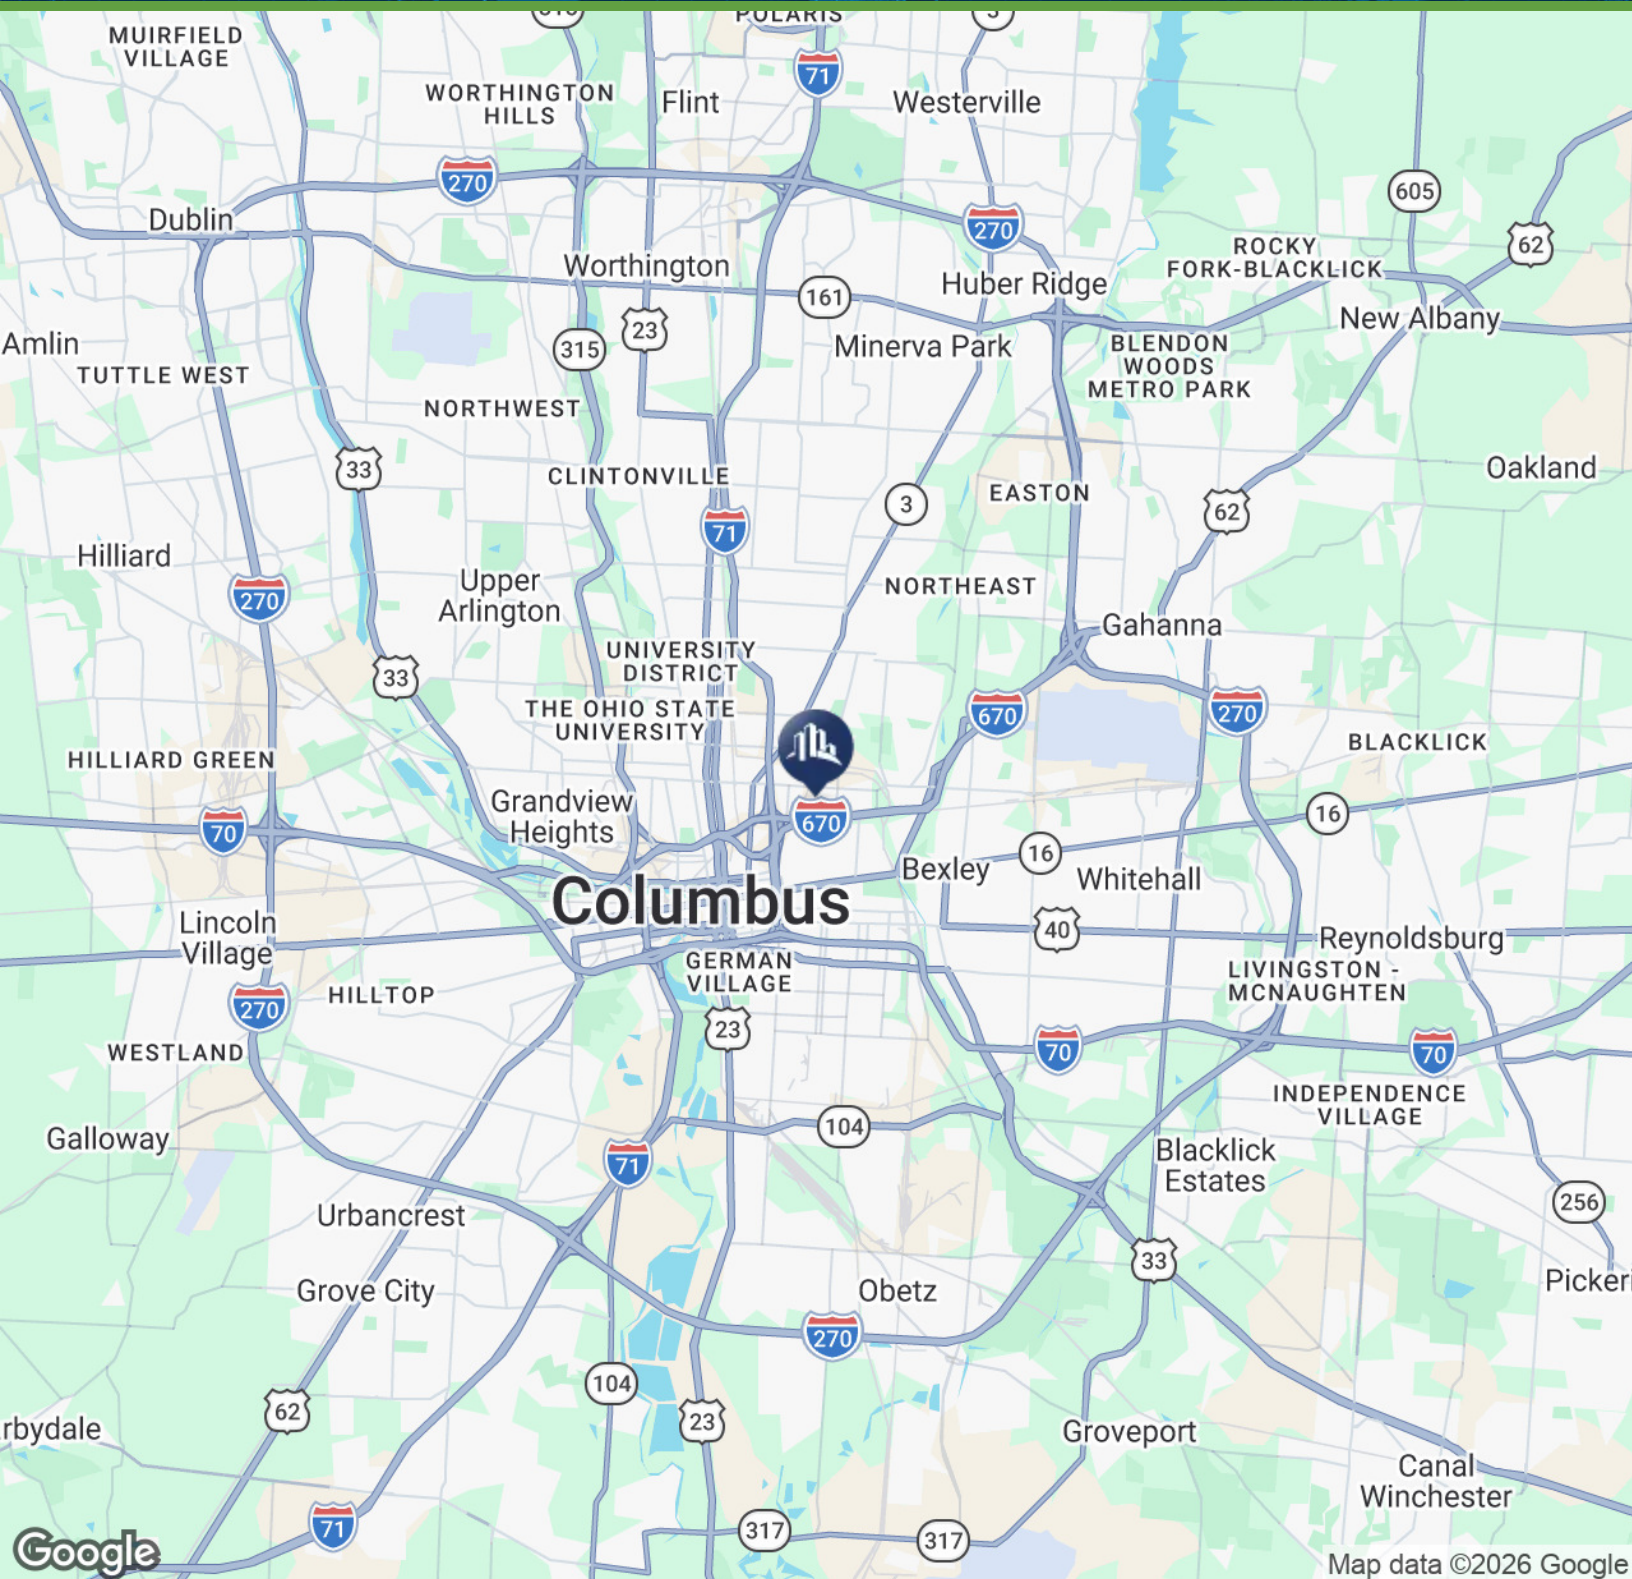 POLARIS
3
MUIRFIELD
VILLAGE
71
WORTHINGTON
HILLS
Flint
Westerville
270
605
Dublin
270
62
ROCKY
FORK-BLACKLICK
Worthington
Huber Ridge
161
23
New Albany
Amlin
315
Minerva Park
BLENDON
WOODS
METRO PARK
TUTTLE WEST
NORTHWEST
33
CLINTONVILLE
Oakland
EASTON
3
62
71
Hilliard
270
Upper
Arlington
NORTHEAST
Gahanna
UNIVERSITY
DISTRICT
33
THE OHIO STATE
UNIVERSITY
670
270
BLACKLICK
HILLIARD GREEN
Grandview
Heights
670
16
70
16
Bexley
Whitehall
Columbus
40
Lincoln
Village
Reynoldsburg
GERMAN
VILLAGE
LIVINGSTON -
MCNAUGHTEN
HILLTOP
270
23
WESTLAND
70
70
INDEPENDENCE
VILLAGE
104
Galloway
71
Blacklick
Estates
256
Urbancrest
33
Grove City
Obetz
Pickeri
270
104
62
23
rbydale
Groveport
Canal
Winchester
71
317
317
Google
Map data ©2026 Google